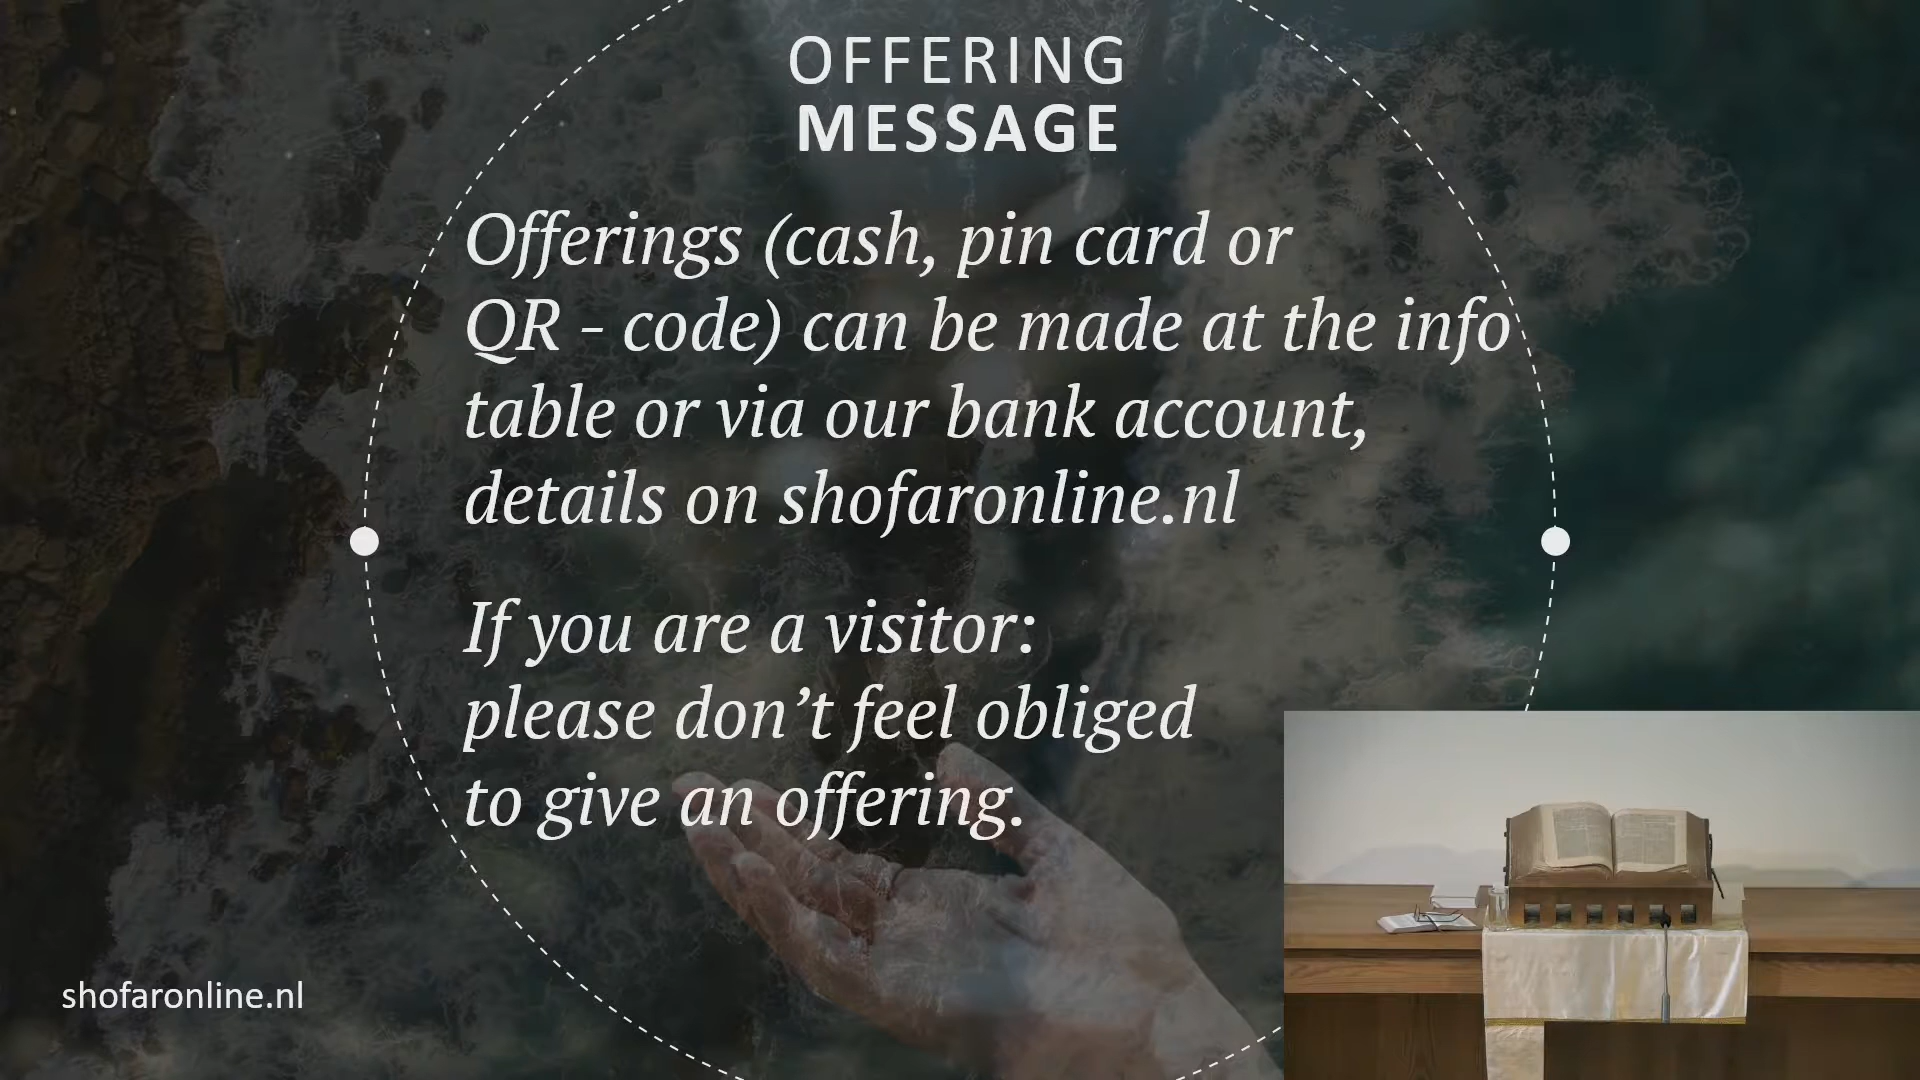 OFFERING
MESSAGE
Offerings (cash, pin card or
QR - code) can be made at the info
table or via our bank account,
details on shofaronline.nl
If you are a visitor:
please don’t feel obliged
to give an offering.
shofaronline.nl